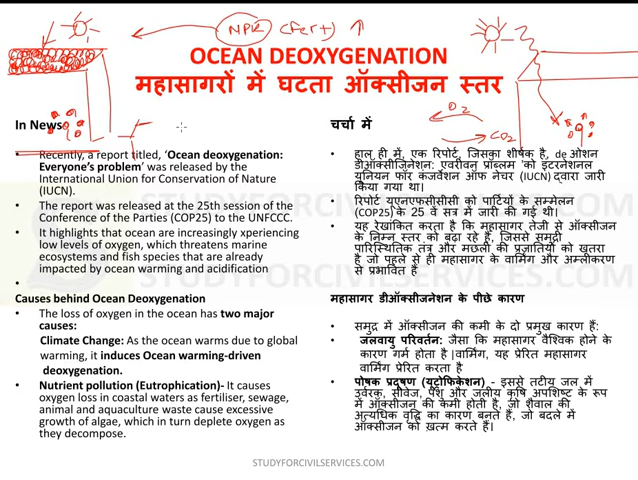 NPK (Fert) ↑
OCEAN DEOXYGENATION
महासागरों में घटता ऑक्सीजन स्तर
O2
CO2
In News
• Recently, a report titled, ‘Ocean deoxygenation:
Everyone’s problem’ was released by the
International Union for Conservation of Nature
(IUCN).
• The report was released at the 25th session of the
Conference of the Parties (COP25) to the UNFCCC.
• It highlights that ocean are increasingly xperiencing
low levels of oxygen, which threatens marine
ecosystems and fish species that are already
impacted by ocean warming and acidification
•
Causes behind Ocean Deoxygenation
• The loss of oxygen in the ocean has two major
causes:
Climate Change: As the ocean warms due to global
warming, it induces Ocean warming-driven
deoxygenation.
• Nutrient pollution (Eutrophication)- It causes
oxygen loss in coastal waters as fertiliser, sewage,
animal and aquaculture waste cause excessive
growth of algae, which in turn deplete oxygen as
they decompose.
चर्चा में
• हाल ही में, एक रिपोर्ट, जिसका शीर्षक है, de ओशन
डीऑक्सीजिनेशन: एवरीवन प्रॉब्लम 'को इंटरनेशनल
यूनियन फॉर कंजर्वेशन ऑफ नेचर (IUCN) द्वारा जारी
किया गया था।
• रिपोर्ट यूएनएफसीसीसी को पार्टियों के सम्मेलन
(COP25) के 25 वें सत्र में जारी की गई थी।
• यह रेखांकित करता है कि महासागर तेजी से ऑक्सीजन
के निम्न स्तर को बढ़ा रहे हैं, जिससे समुद्री
पारिस्थितिक तंत्र और मछली की प्रजातियों को खतरा
है जो पहले से ही महासागर के वार्मिंग और अम्लीकरण
से प्रभावित हैं
महासागर डीऑक्सीजनेशन के पीछे कारण
• समुद्र में ऑक्सीजन की कमी के दो प्रमुख कारण हैं:
• जलवायु परिवर्तन: जैसा कि महासागर वैश्विक होने के
कारण गर्म होता है।वार्मिंग, यह प्रेरित महासागर
वार्मिंग प्रेरित करता है
• पोषक प्रदूषण (यूट्रोफिकेशन) - इससे तटीय जल में
उर्वरक, सीवेज, पशु और जलीय कृषि अपशिष्ट के रूप
में ऑक्सीजन की कमी होती है, जो शैवाल की
अत्यधिक वृद्धि का कारण बनते हैं, जो बदले में
ऑक्सीजन को ख़त्म करते हैं।
STUDYFORCIVILSERVICES.COM
STUDYFORCIVILSERVICES.COM